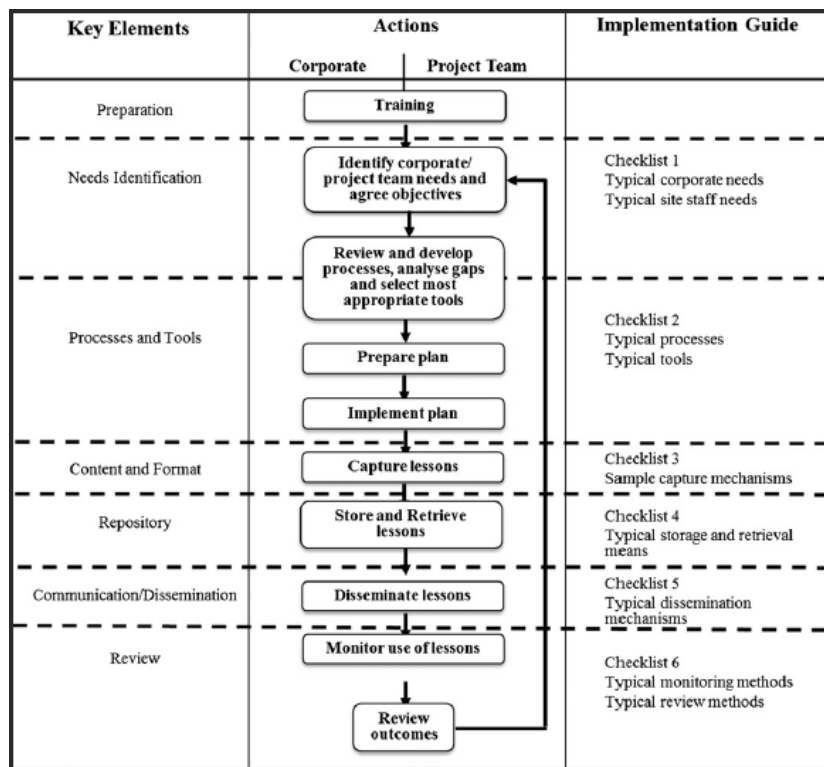 Key Elements
Actions
Implementation Guide
Corporate
Project Team
Preparation
Training
Needs Identification
Identify corporate/
project team needs and
agree objectives
Checklist 1
Typical corporate needs
Typical site staff needs
Review and develop
processes, analyse gaps
and select most
appropriate tools
Processes and Tools
Checklist 2
Typical processes
Typical tools
Prepare plan
Implement plan
Content and Format
Capture lessons
Checklist 3
Sample capture mechanisms
Repository
Store and Retrieve
lessons
Checklist 4
Typical storage and retrieval
means
Communication/Dissemination
Disseminate lessons
Checklist 5
Typical dissemination
mechanisms
Review
Monitor use of lessons
Checklist 6
Typical monitoring methods
Typical review methods
Review
outcomes